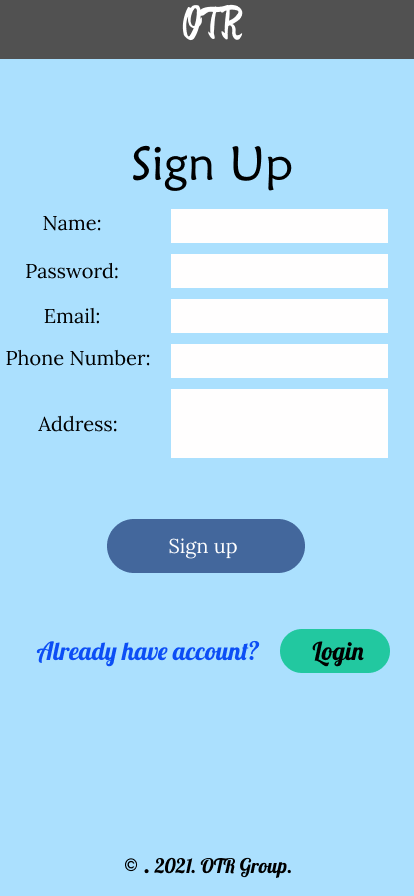 OTR
Sign Up
Name:
Password:
Email:
Phone Number:
Address:
Sign up
Already have account? Login
© . 2021. OTR Group.